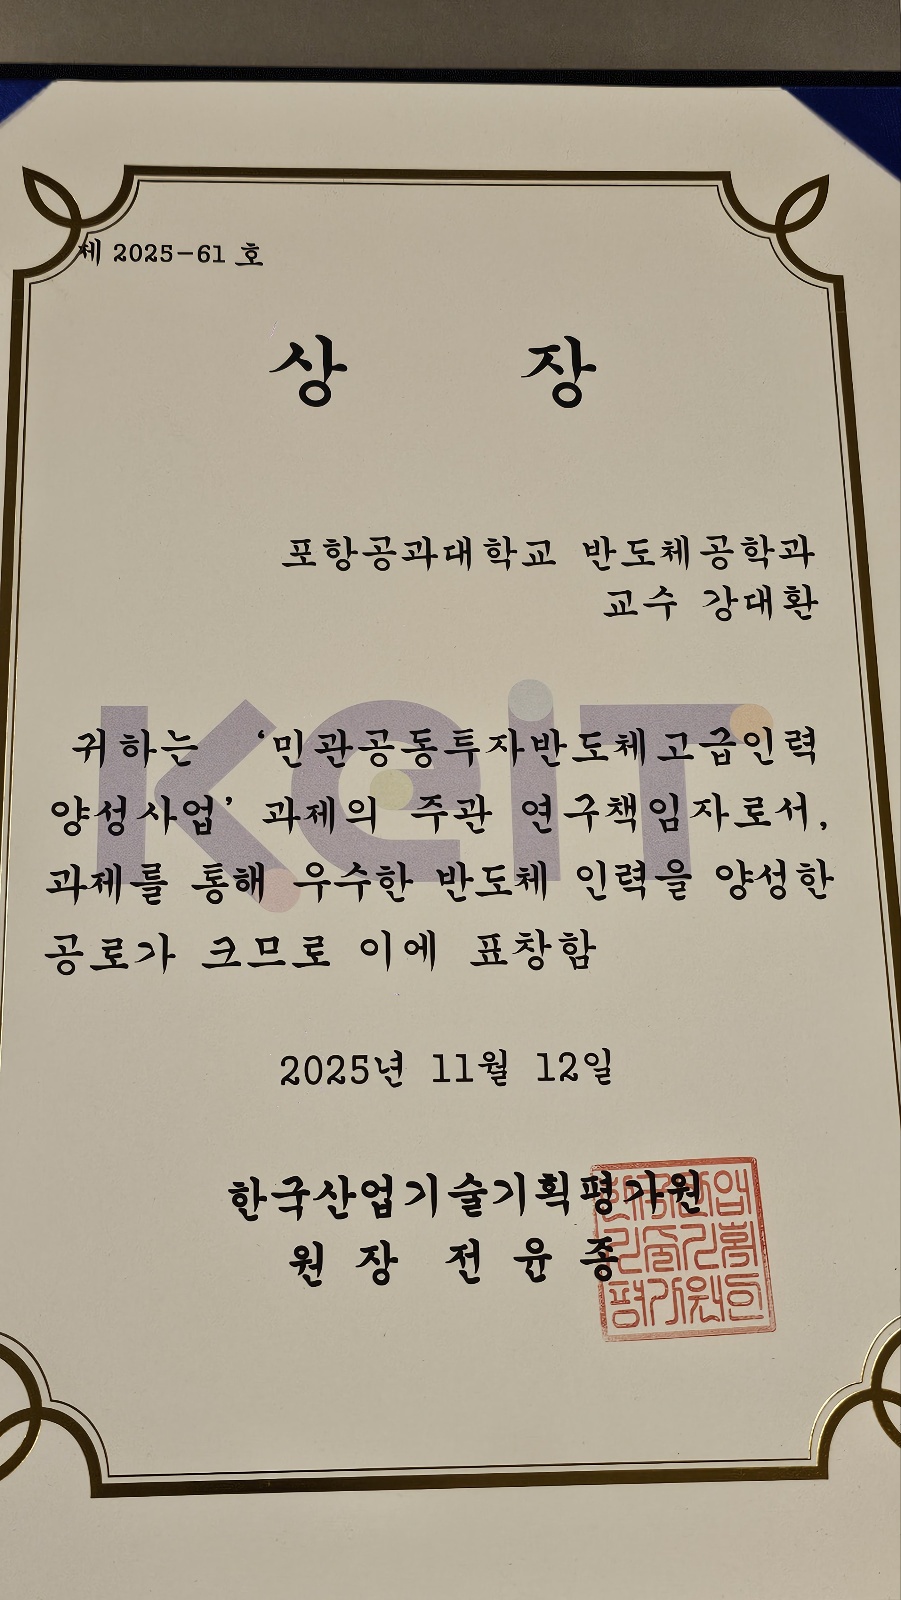 제 2025-61 호
상 장
포항공과대학교 반도체공학과
교수 강대환
귀하는 ‘민관공동투자반도체고급인력
양성사업’ 과제의 주관 연구책임자로서,
과제를 통해 우수한 반도체 인력을 양성한
공로가 크므로 이에 표창함
2025년 11월 12일
한국산업기술기획평가원
원 장 전 윤 종
KEIT